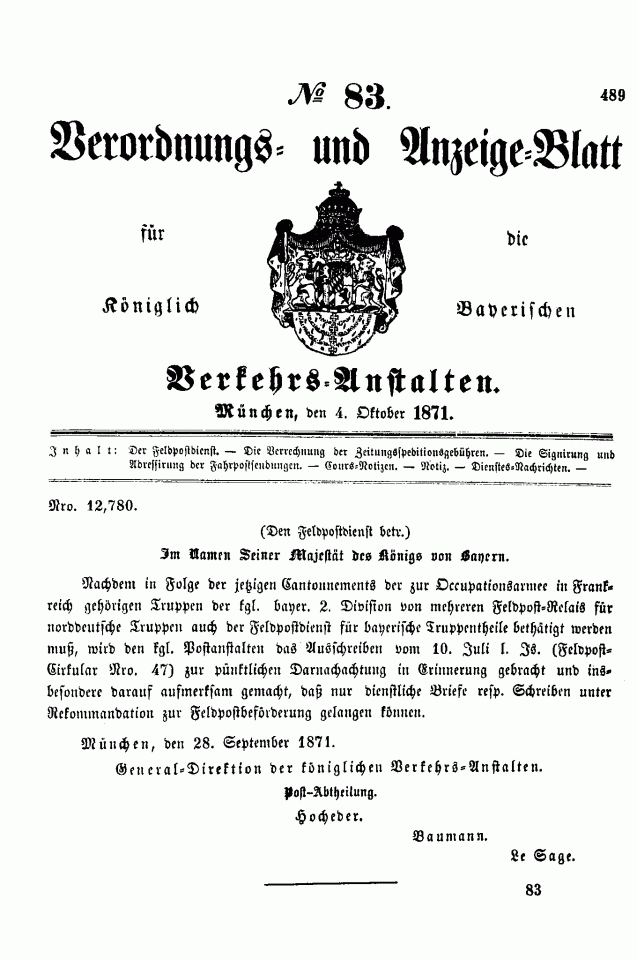 № 83.
489
Verordnungs- und Anzeige-Blatt
für die
Königlich Bayerischen
Verkehrs-Anstalten.
München, den 4. Oktober 1871.
Inhalt: Der Feldpostdienst. — Die Verrechnung der Zeitungsspeditionsgebühren. — Die Signirung und
Adressirung der Fahrpostsendungen. — Cours-Notizen. — Notiz. — Dienstes-Nachrichten. —
Nro. 12,780.
(Den Feldpostdienst betr.)
Im Namen Seiner Majestät des Königs von Bayern.
Nachdem in Folge der jetzigen Cantonnements der zur Occupationsarmee in Frank-
reich gehörigen Truppen der kgl. bayer. 2. Division von mehreren Feldpost-Relais für
norddeutsche Truppen auch der Feldpostdienst für bayerische Truppentheile bethätigt werden
muß, wird den kgl. Postanstalten das Ausschreiben vom 10. Juli l. Js. (Feldpost-
Cirkular Nro. 47) zur pünktlichen Darnachachtung in Erinnerung gebracht und ins-
besondere darauf aufmerksam gemacht, daß nur dienstliche Briefe resp. Schreiben unter
Rekommandation zur Feldpostbeförderung gelangen können.
München, den 28. September 1871.
General-Direktion der königlichen Verkehrs-Anstalten.
Post-Abtheilung.
Hocheder.
Baumann.
Le Sage.
83